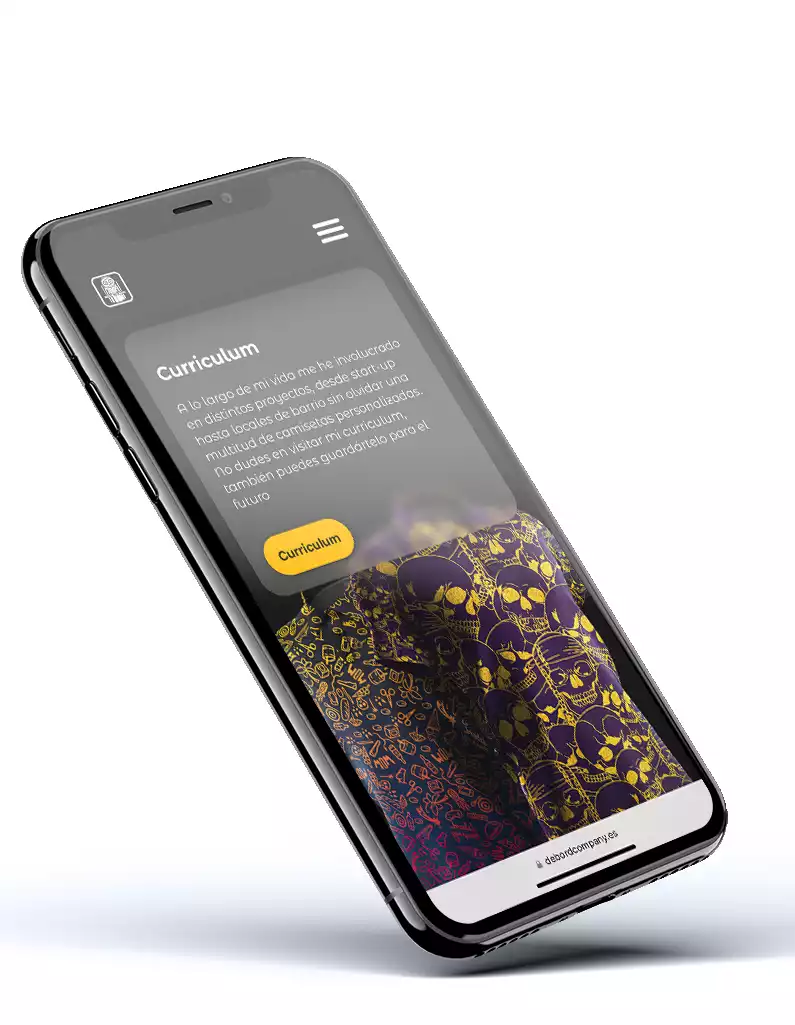 Curriculum
A lo largo de mi vida me he involucrado
en distintos proyectos, desde start-up
hasta locales de barrio sin olvidar una
multitud de camisetas personalizadas.
No dudes en visitar mi curriculum,
también puedes guardártelo para el
futuro
Curriculum
debordcompany.es